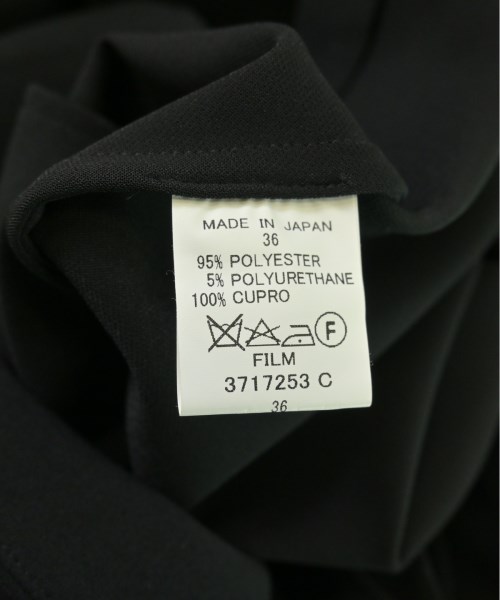 MADE IN JAPAN
36
95% POLYESTER
5% POLYURETHANE
100% CUPRO
F
FILM
3717253 C
36